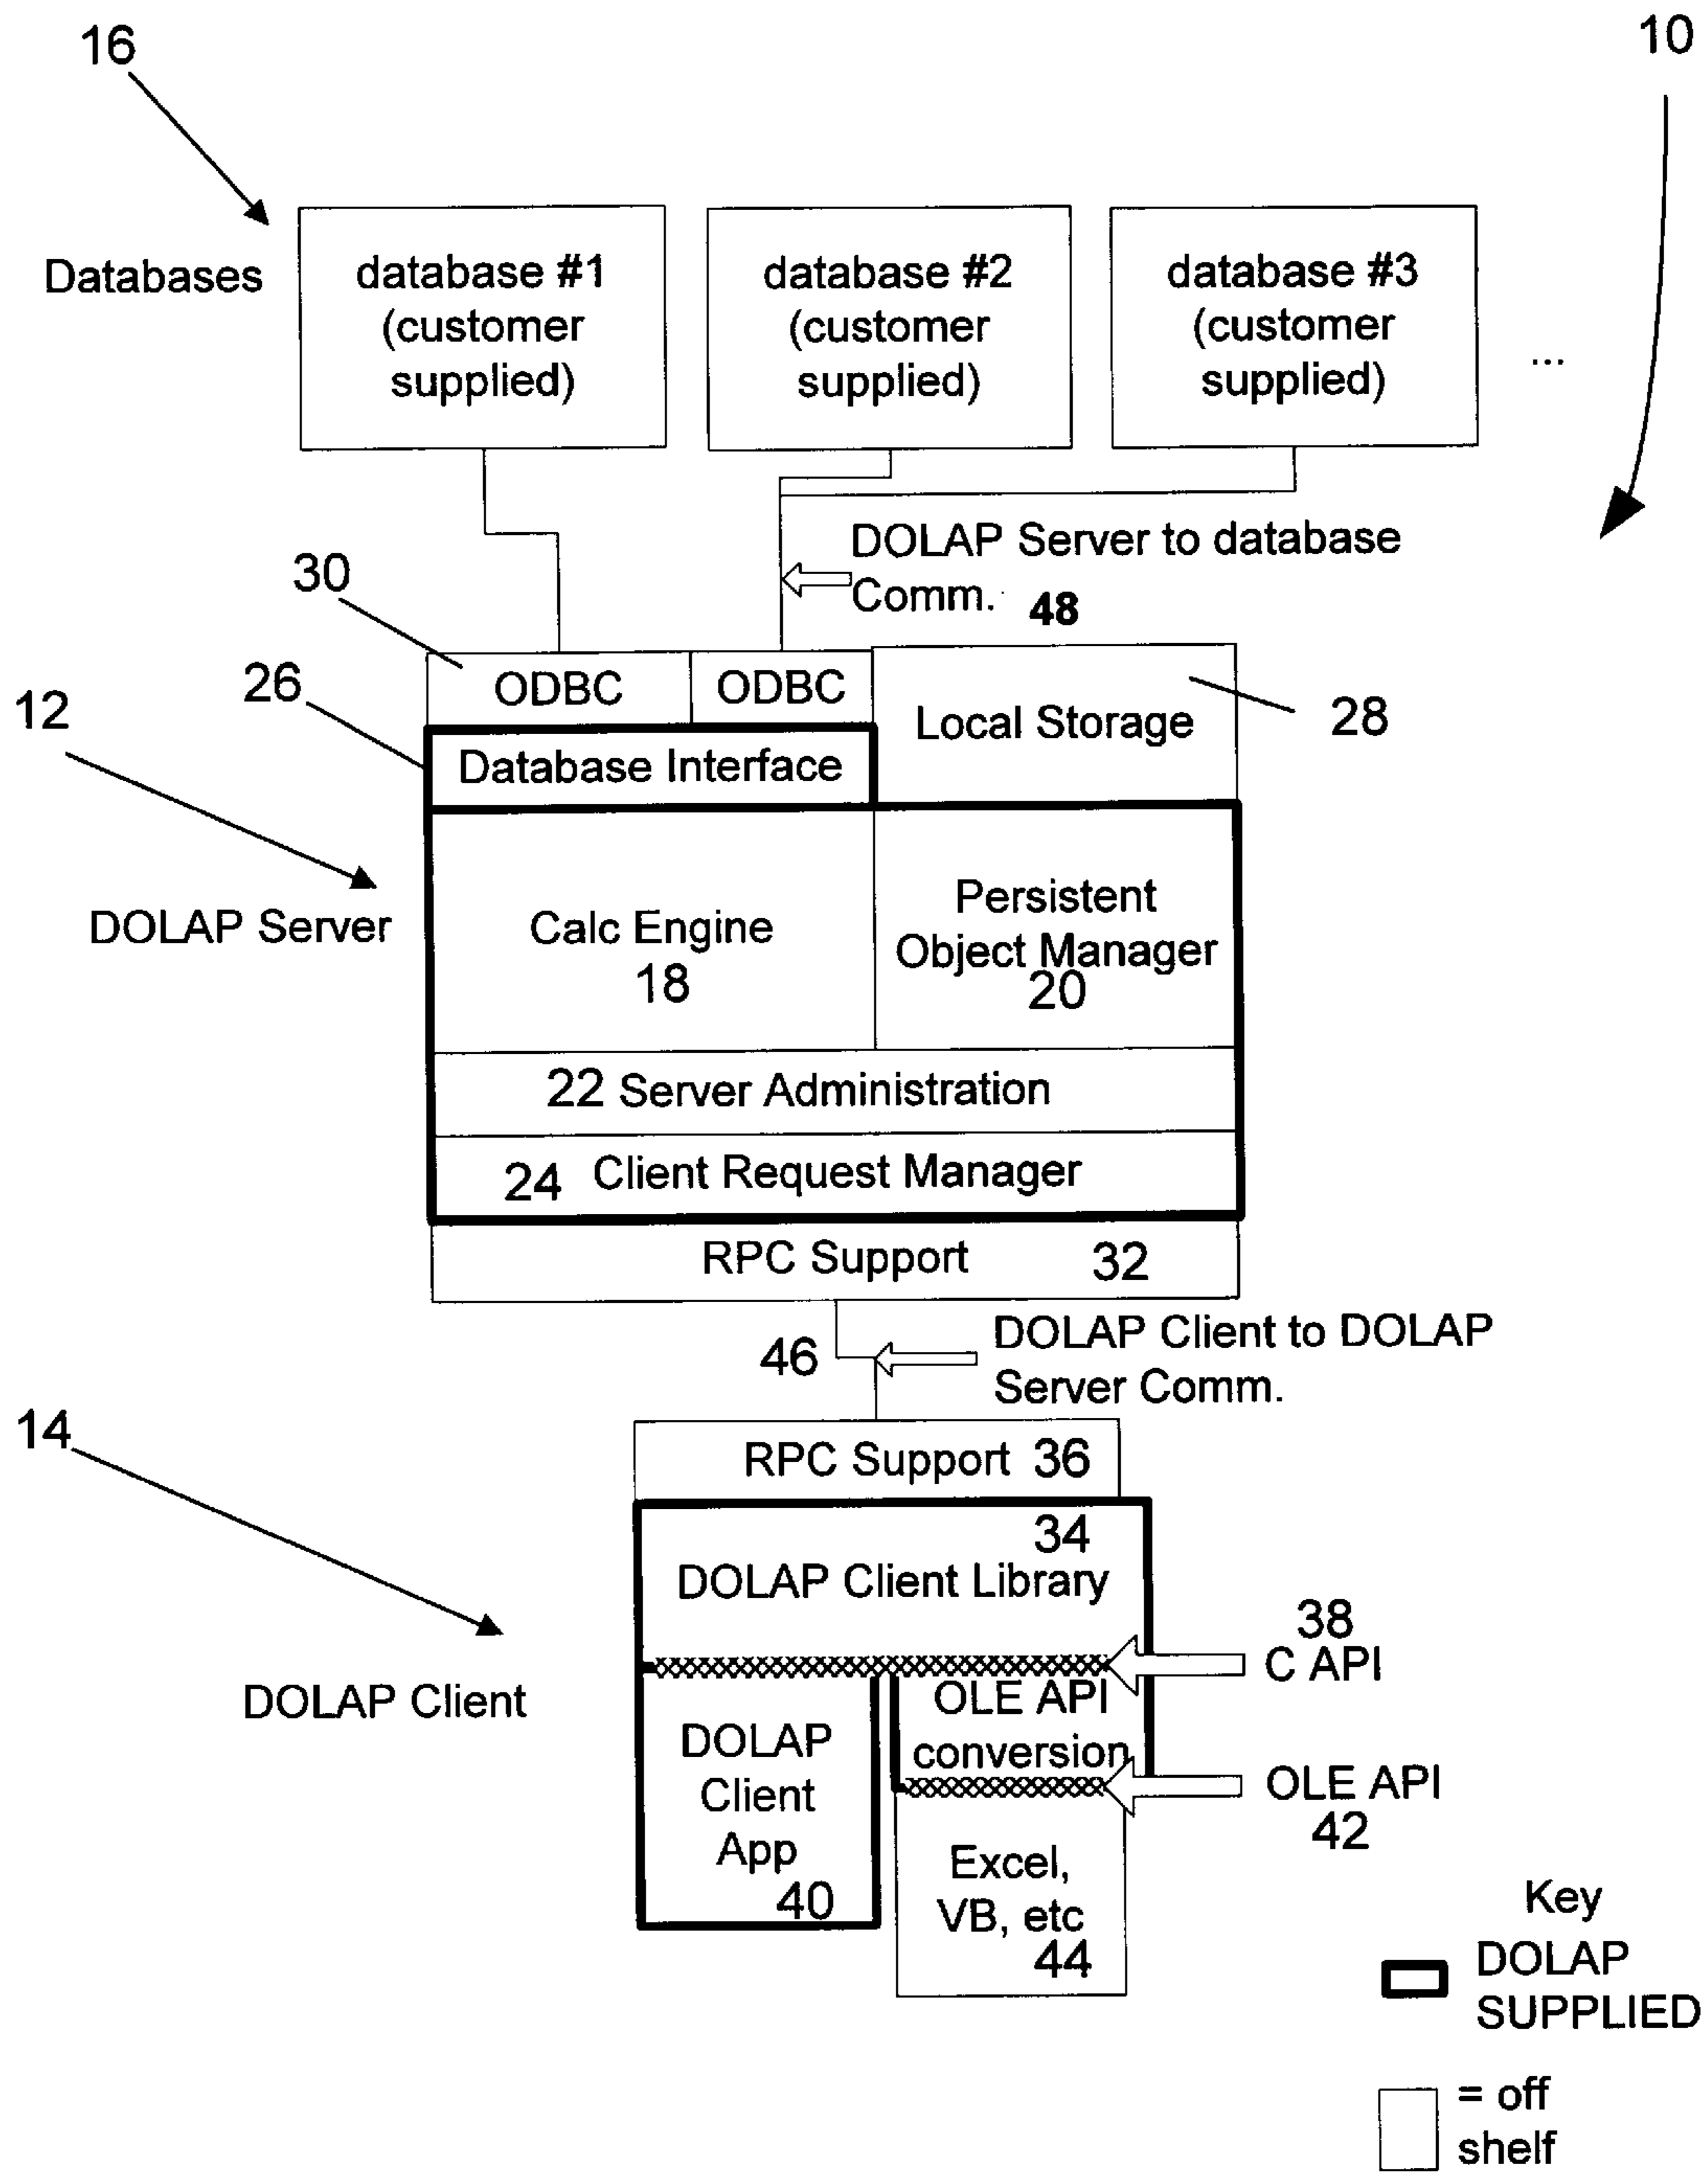 16
10
Databases
database #1
(customer
supplied)
database #2
(customer
supplied)
database #3
(customer
supplied)
...
DOLAP Server to database
Comm. 48
30
26
12
ODBC
ODBC
Local Storage
28
Database Interface
DOLAP Server
Calc Engine
18
Persistent
Object Manager
20
22 Server Administration
24 Client Request Manager
RPC Support 32
46
DOLAP Client to DOLAP
Server Comm.
14
RPC Support 36
34
DOLAP Client Library
38
C API
DOLAP Client
OLE API
conversion
DOLAP
Client
App
40
OLE API
42
Excel,
VB, etc
44
Key
DOLAP
SUPPLIED
= off
shelf